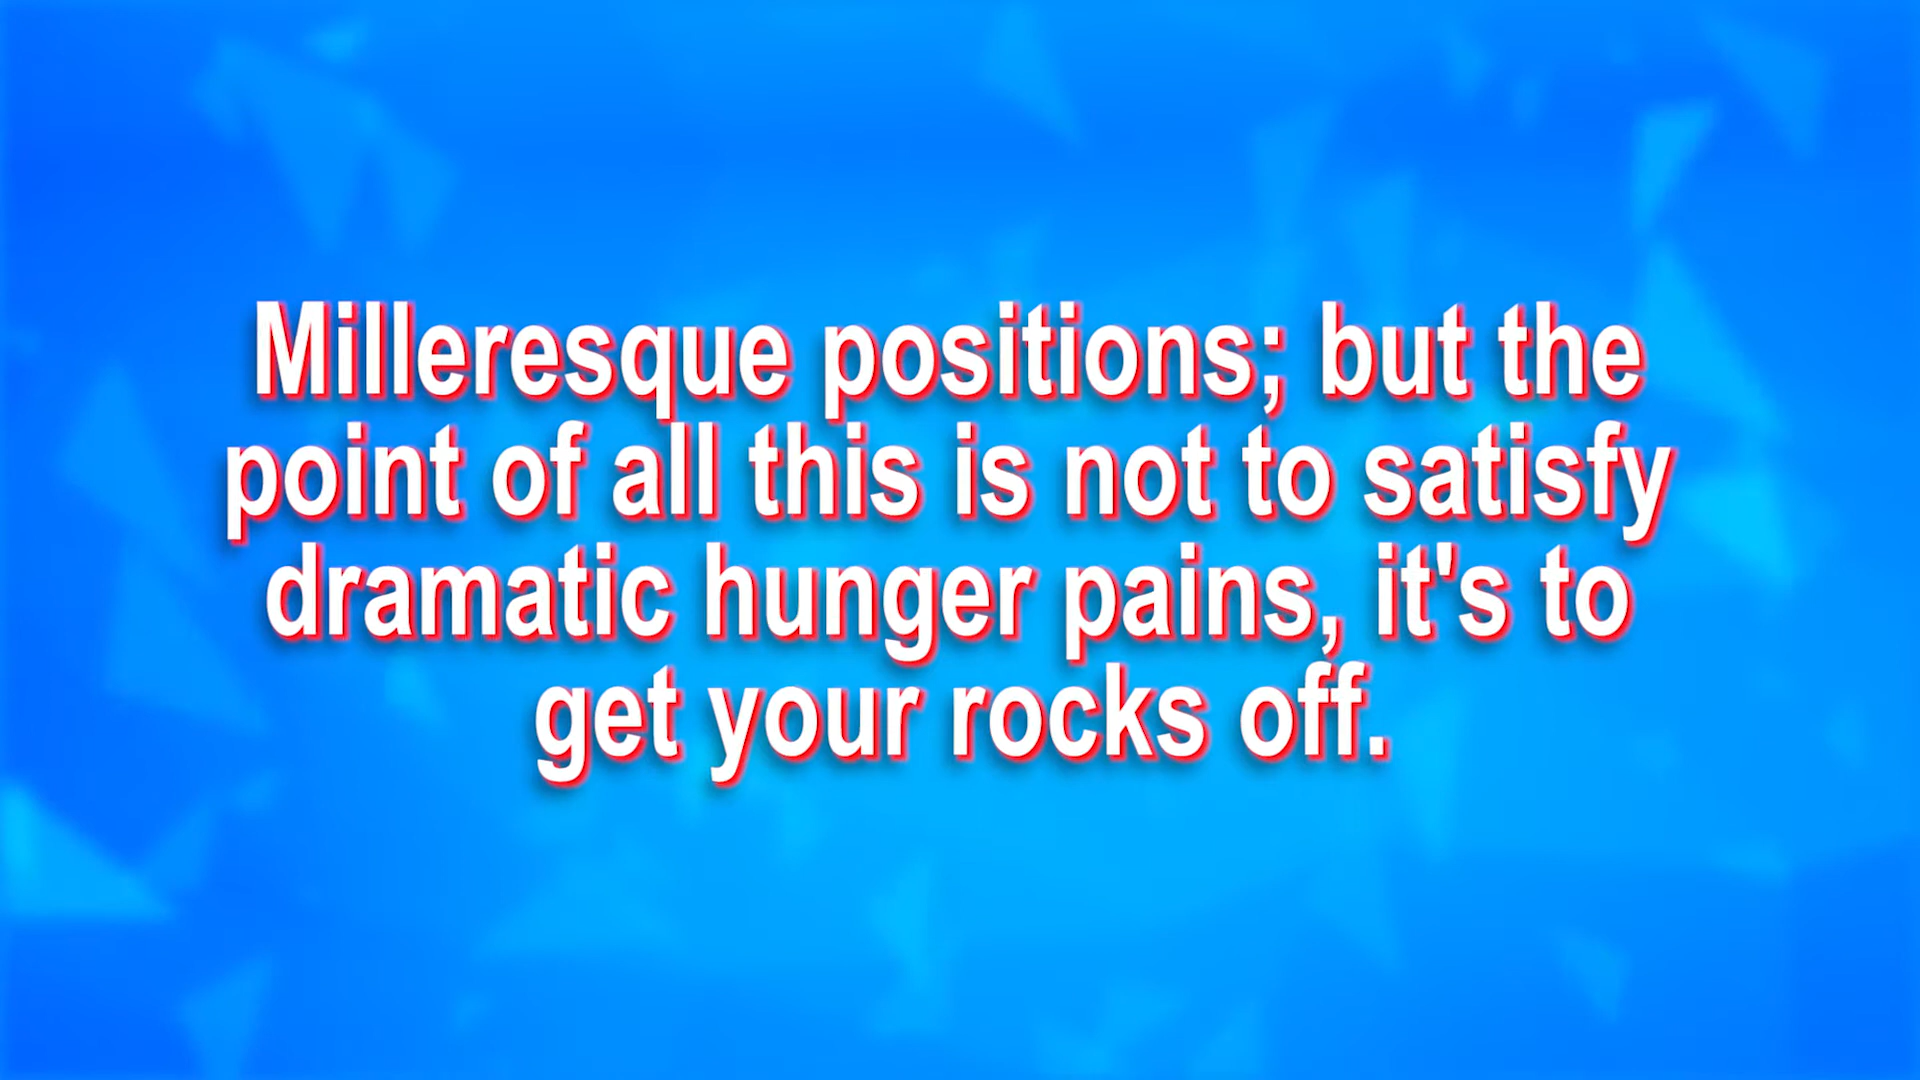 Milleresque positions; but the
point of all this is not to satisfy
dramatic hunger pains, it's to
get your rocks off.